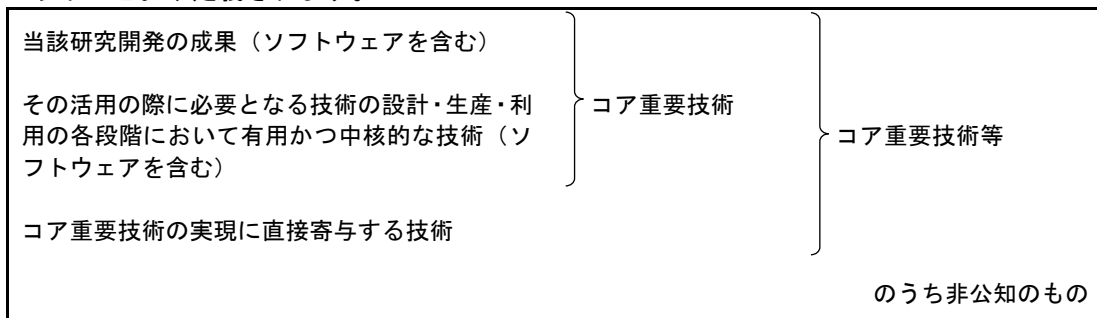 当該研究開発の成果（ソフトウェアを含む）
その活用の際に必要となる技術の設計・生産・利
用の各段階において有用かつ中核的な技術（ソ
フトウェアを含む）
コア重要技術
コア重要技術等
コア重要技術の実現に直接寄与する技術
のうち非公知のもの